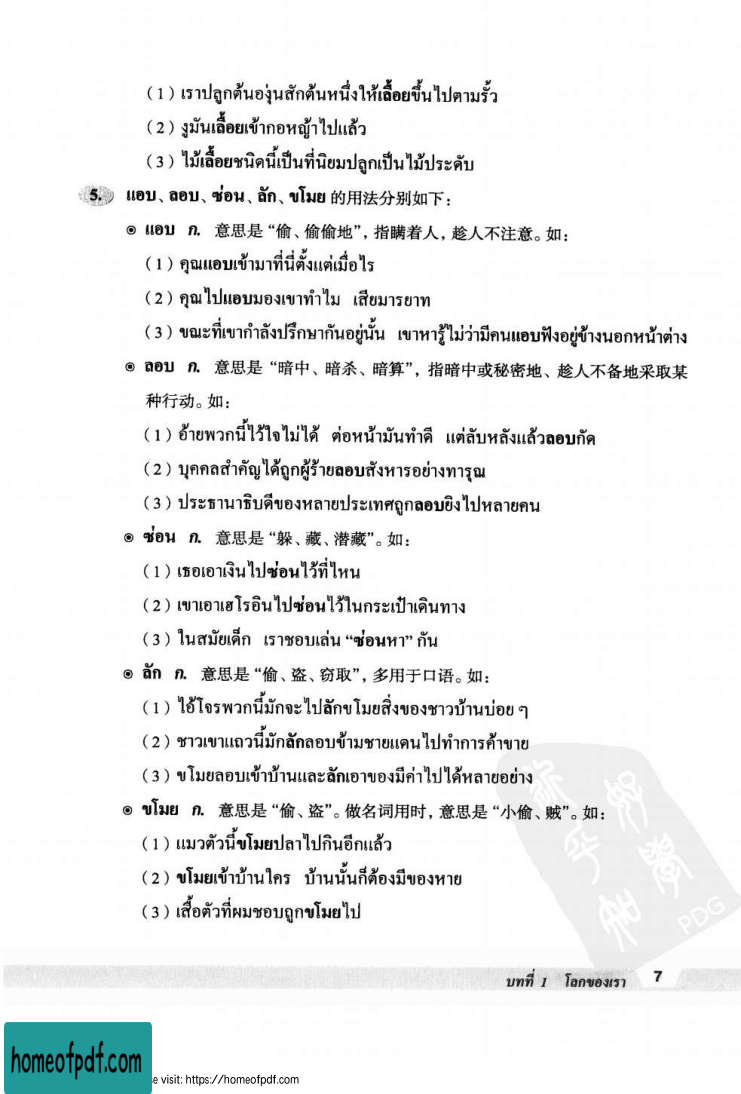 (1) เราปลูกต้นองุ่นสักต้นหนึ่งให้เลื้อยขึ้นไปตามรั้ว
(2) งูมันเลื้อยเข้ากอหญ้าไปแล้ว
(3) ไม้เลื้อยชนิดนี้เป็นที่นิยมปลูกเป็นไม้ประดับ
5. แอบ、ลอบ、ซ่อน、ลัก、ขโมย 的用法分别如下：
⊙ แอบ ก. 意思是“偷、偷偷地”，指瞒着人，趁人不注意。如：
(1) คุณแอบเข้ามาที่นี่ตั้งแต่เมื่อไร
(2) คุณไปแอบมองเขาทำไม เสียมารยาท
(3) ขณะที่เขากำลังปรึกษากันอยู่นั้น เขาหารู้ไม่ว่ามีคนแอบฟังอยู่ข้างนอกหน้าต่าง
⊙ ลอบ ก. 意思是“暗中、暗杀、暗算”，指暗中或秘密地、趁人不备地采取某
种行动。如：
(1) อ้ายพวกนี้ไว้ใจไม่ได้ ต่อหน้ามันทำดี แต่ลับหลังแล้วลอบกัด
(2) บุคคลสำคัญได้ถูกผู้ร้ายลอบสังหารอย่างทารุณ
(3) ประธานาธิบดีของหลายประเทศถูกลอบยิงไปหลายคน
⊙ ซ่อน ก. 意思是“躲、藏、潜藏”。如：
(1) เธอเอาเงินไปซ่อนไว้ที่ไหน
(2) เขาเอาเฮโรอินไปซ่อนไว้ในกระเป๋าเดินทาง
(3) ในสมัยเด็ก เราชอบเล่น “ซ่อนหา” กัน
⊙ ลัก ก. 意思是“偷、盗、窃取”，多用于口语。如：
(1) ไอ้โจรพวกนี้มักจะไปลักขโมยสิ่งของชาวบ้านบ่อย ๆ
(2) ชาวเขาแถวนี้มักลักลอบข้ามชายแดนไปทำการค้าขาย
(3) ขโมยลอบเข้าบ้านและลักเอาของมีค่าไปได้หลายอย่าง
⊙ ขโมย ก. 意思是“偷、盗”。做名词用时，意思是“小偷、贼”。如：
(1) แมวตัวนี้ขโมยปลาไปกินอีกแล้ว
(2) ขโมยเข้าบ้านใคร บ้านนั้นก็ต้องมีของหาย
(3) เสื้อตัวที่ผมชอบถูกขโมยไป
PDG
บทที่ 1 โลกของเรา 7
homeofpdf.com
e visit: https://homeofpdf.com